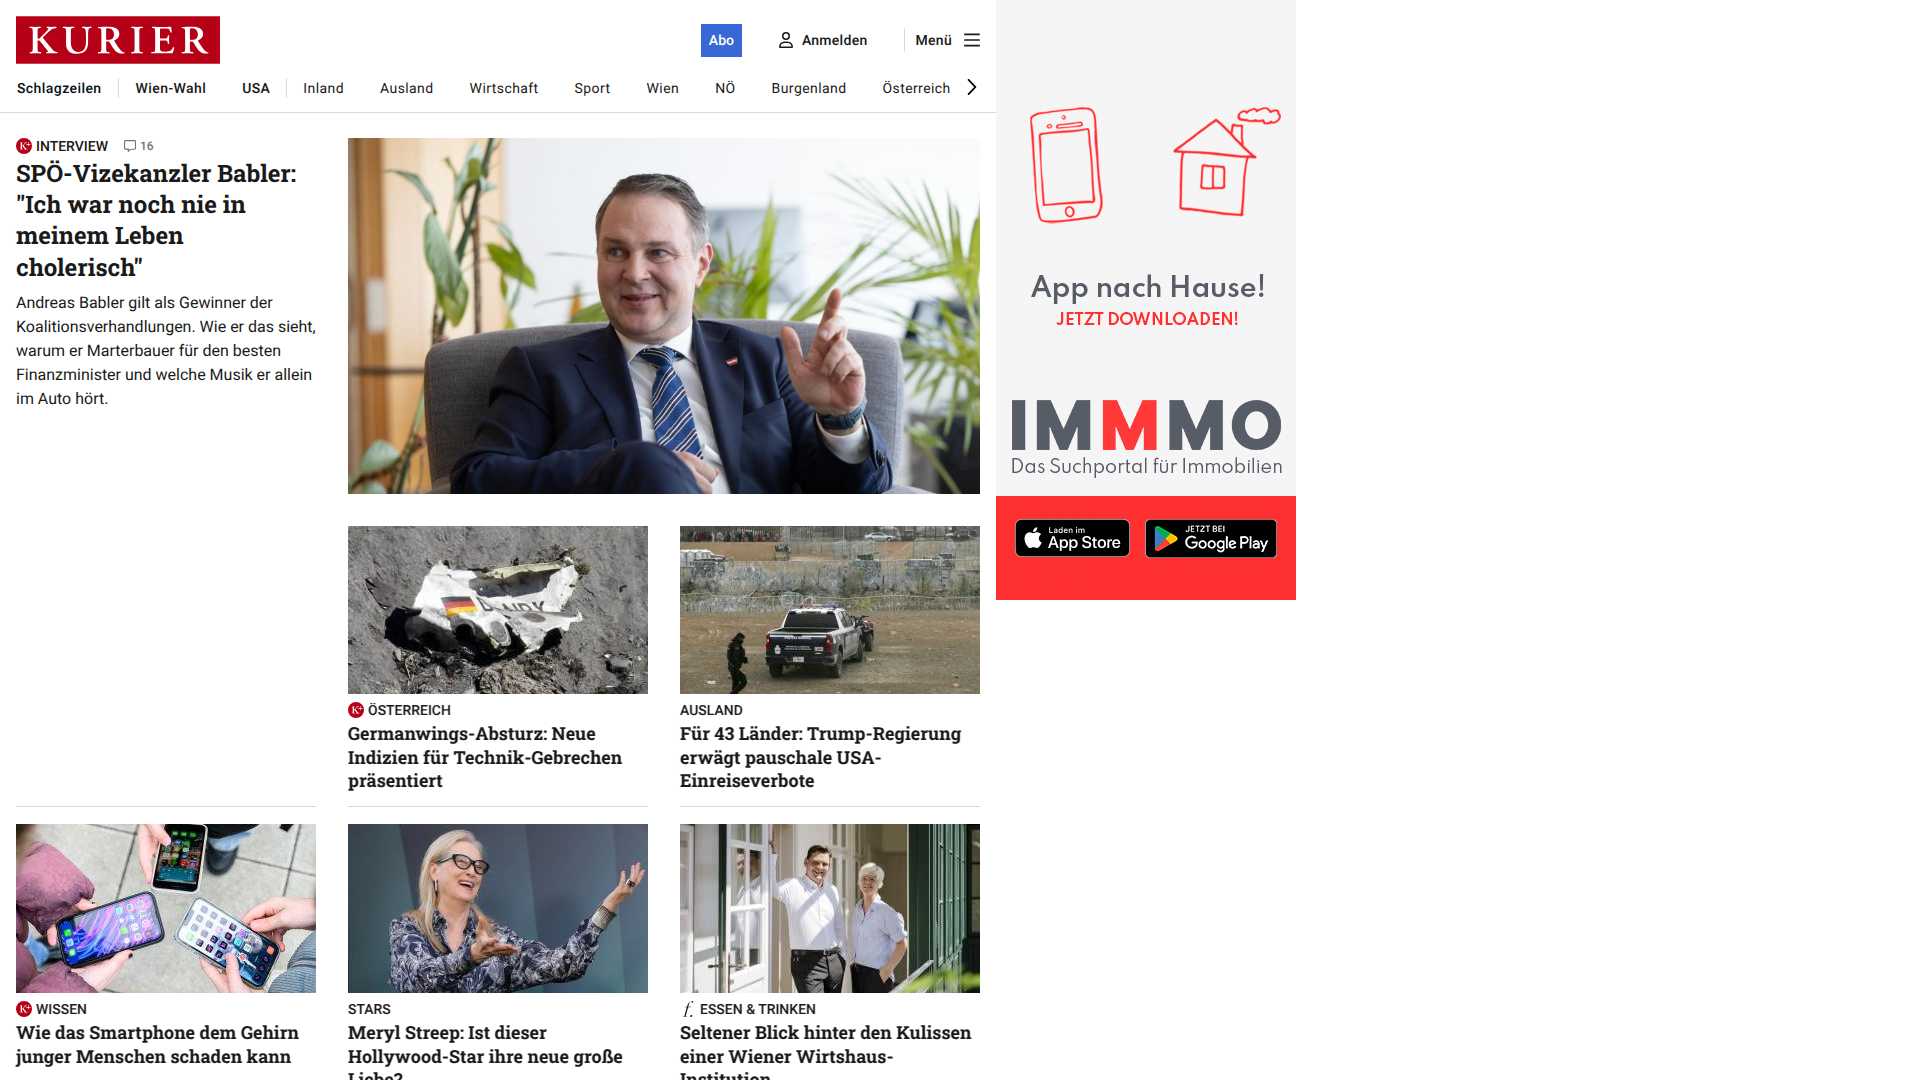 KURIER
Abo
Anmelden
Menü
Schlagzeilen
Wien-Wahl
USA
Inland
Ausland
Wirtschaft
Sport
Wien
NÖ
Burgenland
Österreich
INTERVIEW
16
SPÖ-Vizekanzler Babler:
"Ich war noch nie in
meinem Leben
cholerisch"
Andreas Babler gilt als Gewinner der
Koalitionsverhandlungen. Wie er das sieht,
warum er Marterbauer für den besten
Finanzminister und welche Musik er allein
im Auto hört.
ÖSTERREICH
Germanwings-Absturz: Neue
Indizien für Technik-Gebrechen
präsentiert
AUSLAND
Für 43 Länder: Trump-Regierung
erwägt pauschale USA-
Einreiseverbote
WISSEN
Wie das Smartphone dem Gehirn
junger Menschen schaden kann
STARS
Meryl Streep: Ist dieser
Hollywood-Star ihre neue große
Liebe?
f. ESSEN & TRINKEN
Seltener Blick hinter den Kulissen
einer Wiener Wirtshaus-
Institution
App nach Hause!
JETZT DOWNLOADEN!
IMMMO
Das Suchportal für Immobilien
Laden im
App Store
JETZT BEI
Google Play